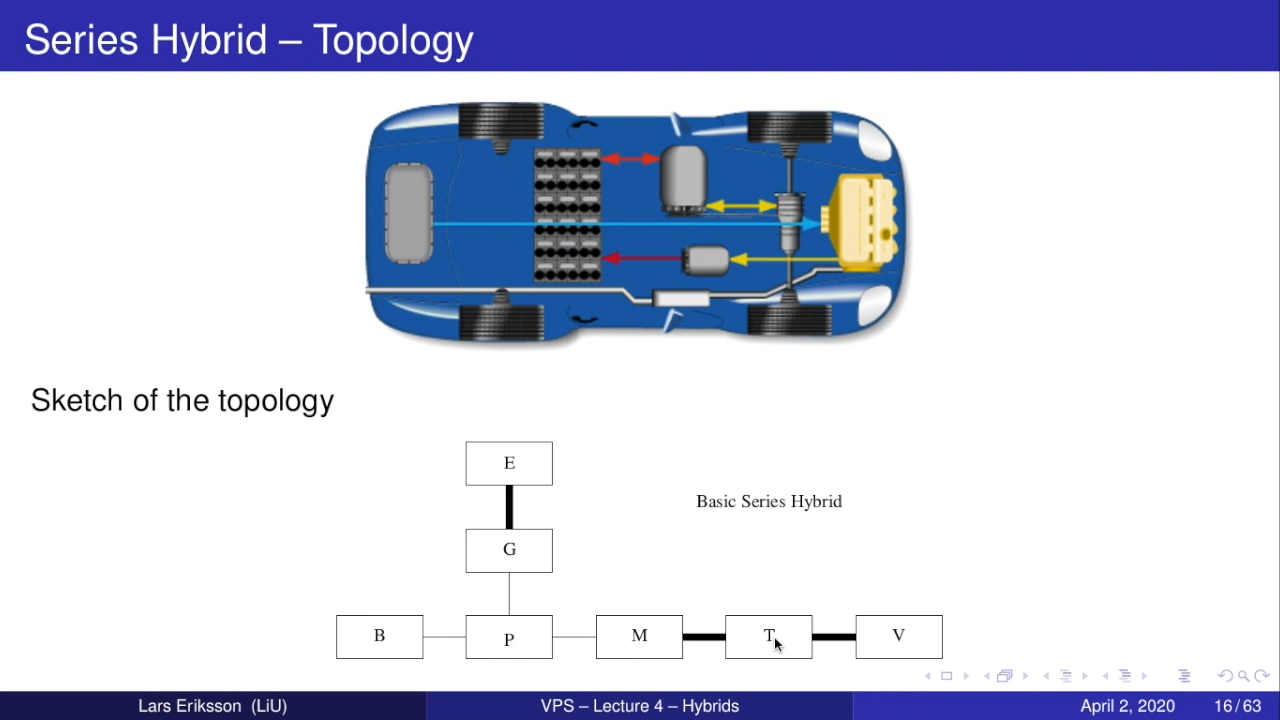 Series Hybrid – Topology
Sketch of the topology
E
Basic Series Hybrid
G
B P M T V
Lars Eriksson (LiU) VPS – Lecture 4 – Hybrids April 2, 2020 16 / 63